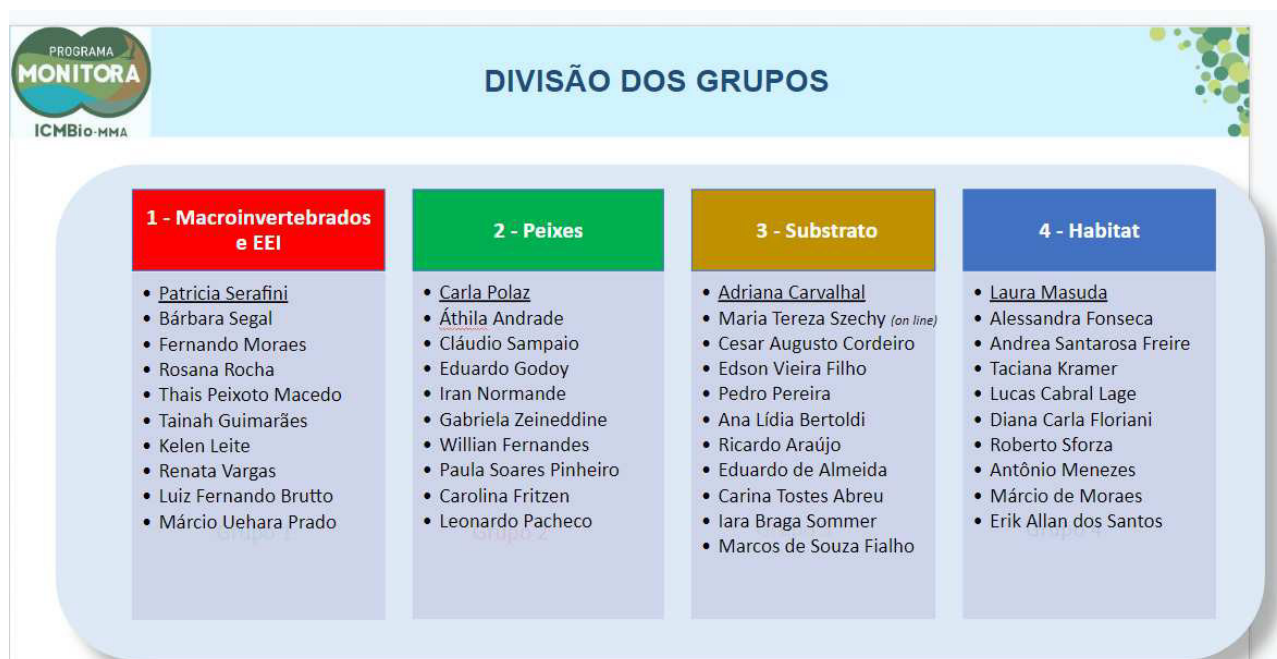 PROGRAMA
MONITORA
ICMBio-MMA
DIVISÃO DOS GRUPOS
1 - Macroinvertebrados
e EEI
• Patricia Serafini
• Bárbara Segal
• Fernando Moraes
• Rosana Rocha
• Thais Peixoto Macedo
• Tainah Guimarães
• Kelen Leite
• Renata Vargas
• Luiz Fernando Brutto
• Márcio Uehara Prado
Grupo 1
2 - Peixes
• Carla Polaz
• Áthila Andrade
• Cláudio Sampaio
• Eduardo Godoy
• Iran Normande
• Gabriela Zeineddine
• Willian Fernandes
• Paula Soares Pinheiro
• Carolina Fritzen
• Leonardo Pacheco
Grupo 2
3 - Substrato
• Adriana Carvalhal
• Maria Tereza Szechy (on line)
• Cesar Augusto Cordeiro
• Edson Vieira Filho
• Pedro Pereira
• Ana Lídia Bertoldi
• Ricardo Araújo
• Eduardo de Almeida
• Carina Tostes Abreu
• Iara Braga Sommer
• Marcos de Souza Fialho
4 - Habitat
• Laura Masuda
• Alessandra Fonseca
• Andrea Santarosa Freire
• Taciana Kramer
• Lucas Cabral Lage
• Diana Carla Floriani
• Roberto Sforza
• Antônio Menezes
• Márcio de Moraes
• Erik Allan dos Santos
Grupo 4